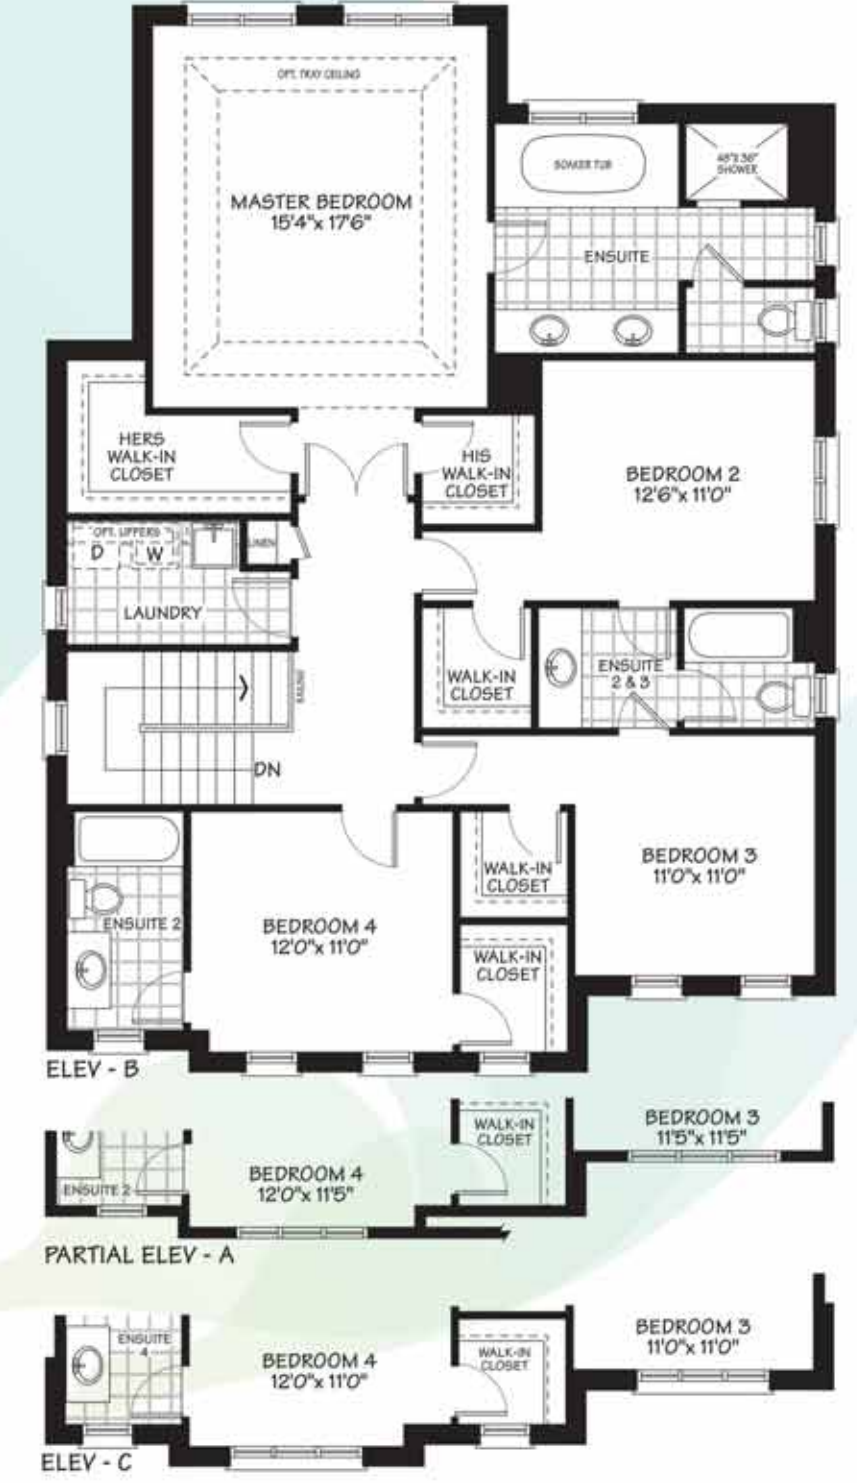 OPT. TRAY CEILING
MASTER BEDROOM
15'4"x 17'6"
SOAKER TUB
48"X 36"
SHOWER
ENSUITE
HERS
WALK-IN
CLOSET
HIS
WALK-IN
CLOSET
BEDROOM 2
12'6"x 11'0"
OPT. UPPERS
D
W
LINEN
LAUNDRY
WALK-IN
CLOSET
ENSUITE
2 & 3
RAILING
DN
WALK-IN
CLOSET
BEDROOM 3
11'0"x 11'0"
ENSUITE 2
BEDROOM 4
12'0"x 11'0"
WALK-IN
CLOSET
ELEV - B
WALK-IN
CLOSET
BEDROOM 3
11'5"x 11'5"
ENSUITE 2
BEDROOM 4
12'0"x 11'5"
PARTIAL ELEV - A
ENSUITE
4
BEDROOM 4
12'0"x 11'0"
WALK-IN
CLOSET
BEDROOM 3
11'0"x 11'0"
ELEV - C